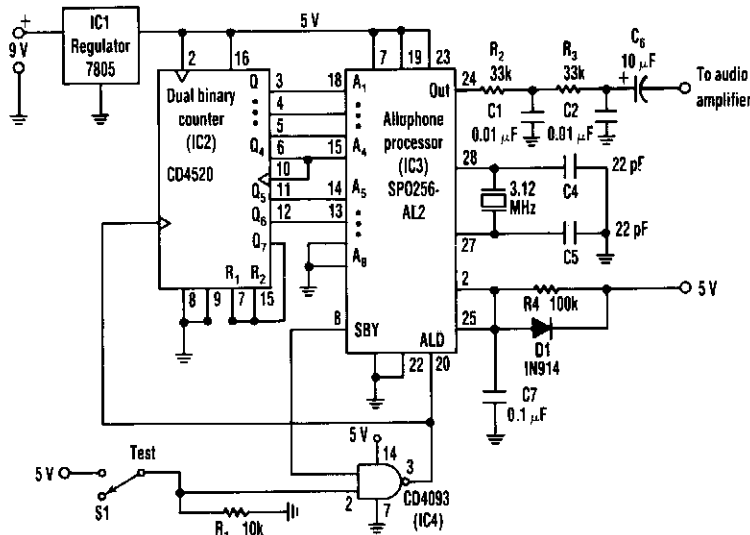 IC1
Regulator
7805
+
9 V
5 V
2
16
7
19
23
Q
3
18
A1
Dual binary
counter
(IC2)
CD4520
4
5
Q4
6
15
A4
10
Q5
11
14
A5
Q6
12
13
Q7
A8
R1 R2
8
9
7
15
Allophone
processor
(IC3)
SPO256-
AL2
Out
24
R2
33k
R3
33k
C6
10 µF
+
To audio
amplifier
C1
0.01 µF
C2
0.01 µF
28
3.12
MHz
27
C4
22 pF
C5
22 pF
2
R4 100k
5 V
25
D1
1N914
C7
0.1 µF
8
SBY
ALD
22
20
5 V
14
3
2
7
CD4093
(IC4)
5 V
Test
S1
10k